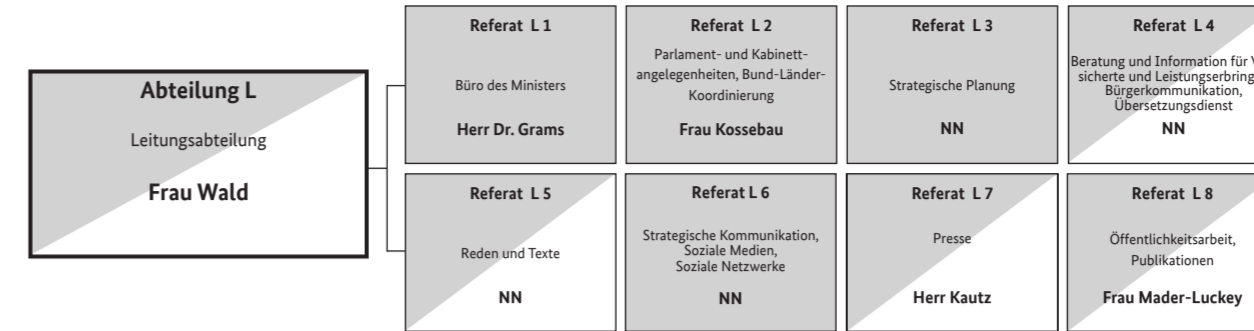 Abteilung L
Leitungsabteilung
Frau Wald
Referat L 1
Büro des Ministers
Herr Dr. Grams
Referat L 2
Parlament- und Kabinett-
angelegenheiten, Bund-Länder-
Koordinierung
Frau Kossebau
Referat L 3
Strategische Planung
NN
Referat L 4
Beratung und Information für
sicherte und Leistungserbring
Bürgerkommunikation,
Übersetzungsdienst
NN
Referat L 5
Reden und Texte
NN
Referat L 6
Strategische Kommunikation,
Soziale Medien,
Soziale Netzwerke
NN
Referat L 7
Presse
Herr Kautz
Referat L 8
Öffentlichkeitsarbeit,
Publikationen
Frau Mader-Luckey